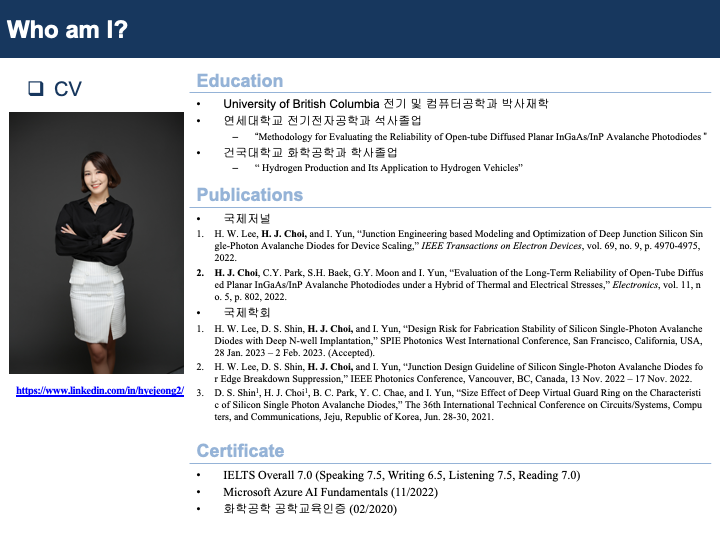 Who am I?
❑ CV
https://www.linkedin.com/in/hyejeong2/
Education
• University of British Columbia 전기 및 컴퓨터공학과 박사재학
• 연세대학교 전기전자공학과 석사졸업
– “Methodology for Evaluating the Reliability of Open-tube Diffused Planar InGaAs/InP Avalanche Photodiodes ”
• 건국대학교 화학공학과 학사졸업
– “ Hydrogen Production and Its Application to Hydrogen Vehicles”
Publications
• 국제저널
1. H. W. Lee, H. J. Choi, and I. Yun, “Junction Engineering based Modeling and Optimization of Deep Junction Silicon Sin
gle-Photon Avalanche Diodes for Device Scaling,” IEEE Transactions on Electron Devices, vol. 69, no. 9, p. 4970-4975,
2022.
2. H. J. Choi, C.Y. Park, S.H. Baek, G.Y. Moon and I. Yun, “Evaluation of the Long-Term Reliability of Open-Tube Diffus
ed Planar InGaAs/InP Avalanche Photodiodes under a Hybrid of Thermal and Electrical Stresses,” Electronics, vol. 11, n
o. 5, p. 802, 2022.
• 국제학회
1. H. W. Lee, D. S. Shin, H. J. Choi, and I. Yun, “Design Risk for Fabrication Stability of Silicon Single-Photon Avalanche
Diodes with Deep N-well Implantation,” SPIE Photonics West International Conference, San Francisco, California, USA,
28 Jan. 2023 – 2 Feb. 2023. (Accepted).
2. H. W. Lee, D. S. Shin, H. J. Choi, and I. Yun, “Junction Design Guideline of Silicon Single-Photon Avalanche Diodes fo
r Edge Breakdown Suppression,” IEEE Photonics Conference, Vancouver, BC, Canada, 13 Nov. 2022 – 17 Nov. 2022.
3. D. S. Shin¹, H. J. Choi¹, B. C. Park, Y. C. Chae, and I. Yun, “Size Effect of Deep Virtual Guard Ring on the Characteristi
c of Silicon Single Photon Avalanche Diodes,” The 36th International Technical Conference on Circuits/Systems, Compu
ters, and Communications, Jeju, Republic of Korea, Jun. 28-30, 2021.
Certificate
• IELTS Overall 7.0 (Speaking 7.5, Writing 6.5, Listening 7.5, Reading 7.0)
• Microsoft Azure AI Fundamentals (11/2022)
• 화학공학 공학교육인증 (02/2020)